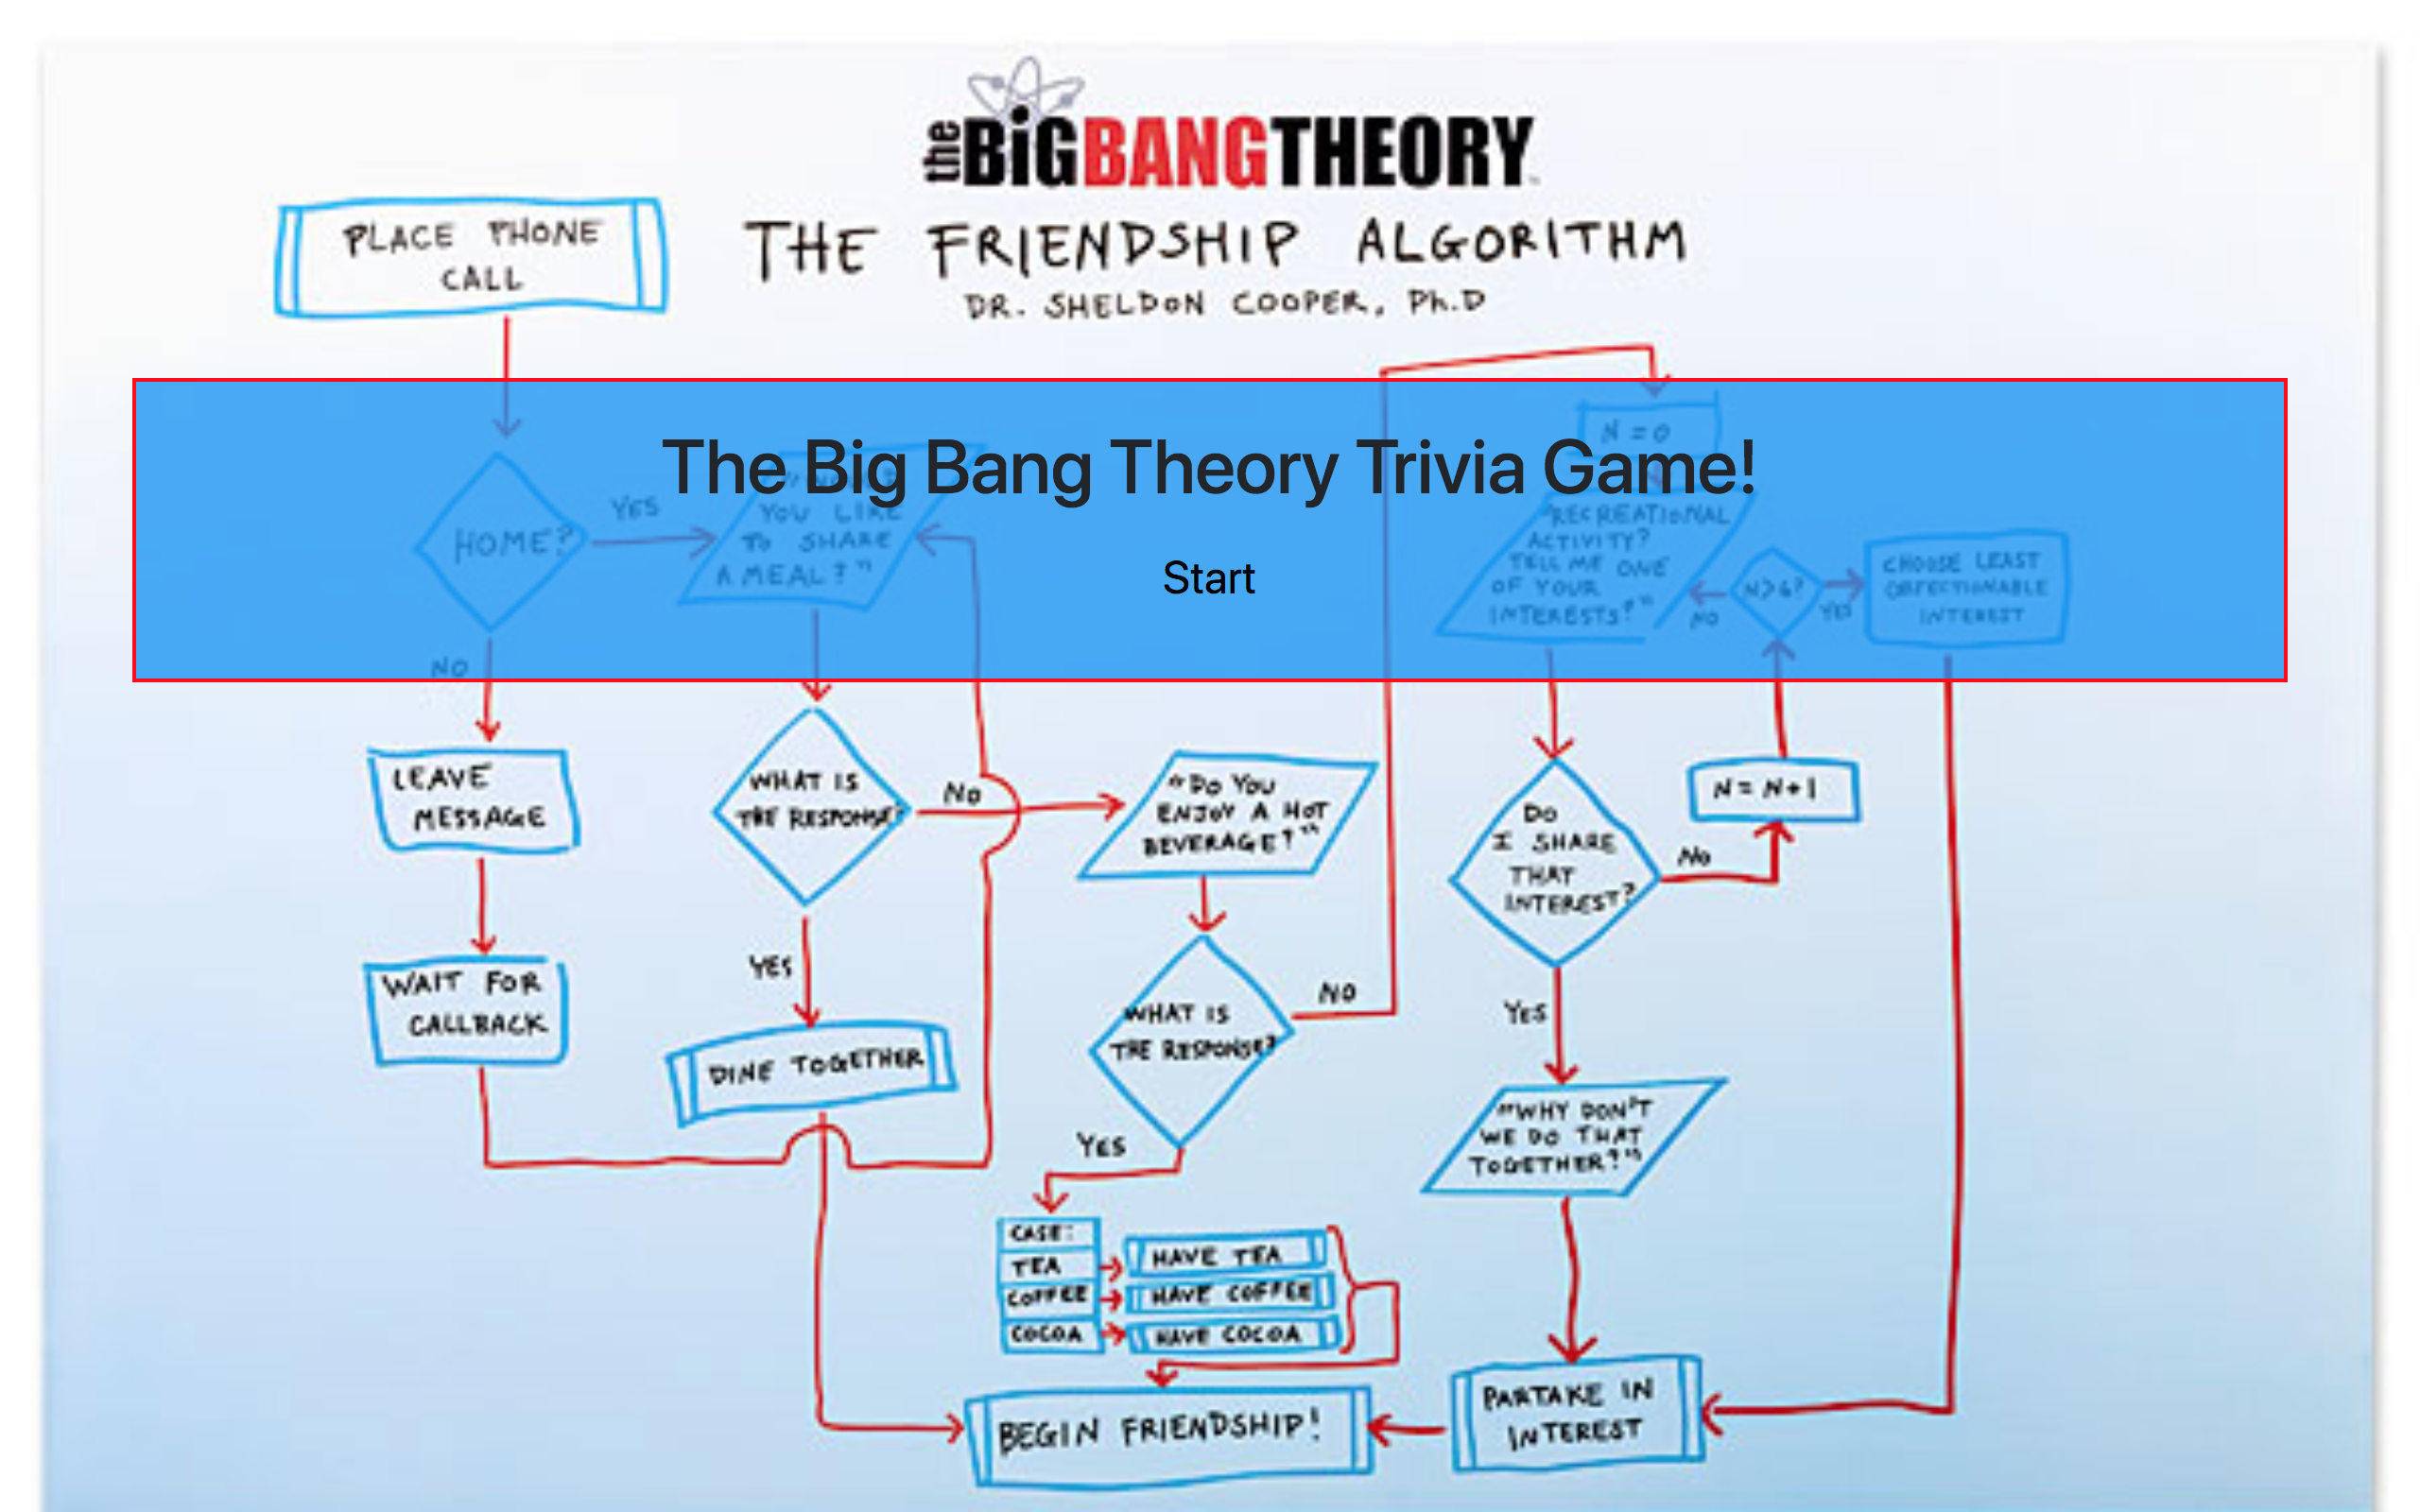 the BiG BANG THEORY
THE FRIENDSHIP ALGORITHM
DR. SHELDON COOPER, Ph.D
PLACE PHONE
CALL
The Big Bang Theory Trivia Game!
Start
HOME?
YES
NO
YOU LIKE
TO SHARE
A MEAL?"
N = 0
"RECREATIONAL
ACTIVITY?
TELL ME ONE
OF YOUR
INTERESTS?"
NO
N>6?
YES
CHOOSE LEAST
OBJECTIONABLE
INTEREST
LEAVE
MESSAGE
WAIT FOR
CALLBACK
WHAT IS
THE RESPONSE?
NO
YES
DINE TOGETHER
"DO YOU
ENJOY A HOT
BEVERAGE?"
WHAT IS
THE RESPONSE?
NO
YES
CASE:
TEA
HAVE TEA
COFFEE
HAVE COFFEE
COCOA
HAVE COCOA
DO
I SHARE
THAT
INTEREST?
NO
N = N+1
YES
"WHY DON'T
WE DO THAT
TOGETHER?"
PARTAKE IN
INTEREST
BEGIN FRIENDSHIP!